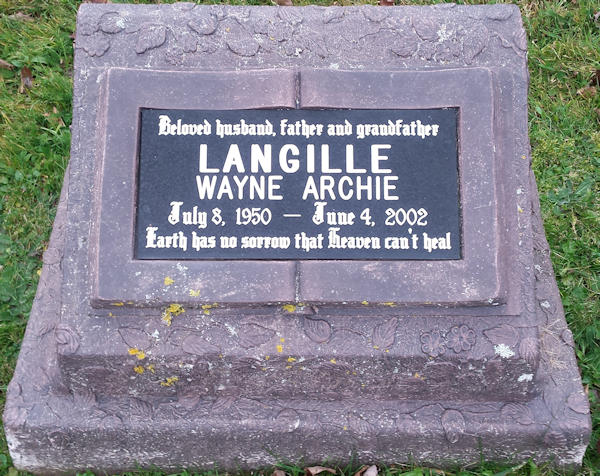 Beloved husband, father and grandfather
LANGILLE
WAYNE ARCHIE
July 8, 1950 — June 4, 2002
Earth has no sorrow that Heaven can't heal